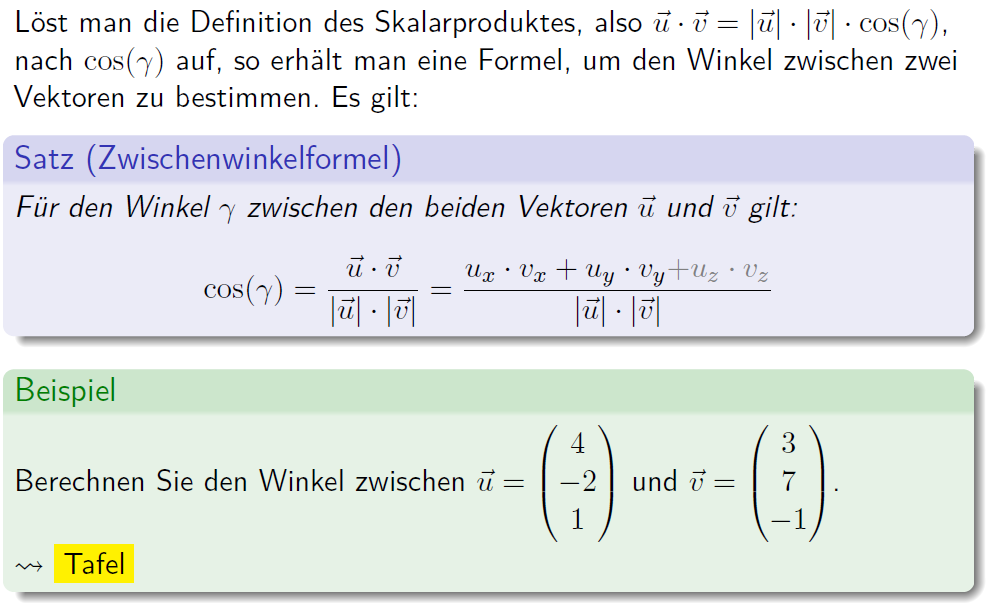 Löst man die Definition des Skalarproduktes, also $\vec{u} \cdot \vec{v} = |\vec{u}| \cdot |\vec{v}| \cdot \cos(\gamma)$,
nach $\cos(\gamma)$ auf, so erhält man eine Formel, um den Winkel zwischen zwei
Vektoren zu bestimmen. Es gilt:
Satz (Zwischenwinkelformel)
Für den Winkel $\gamma$ zwischen den beiden Vektoren $\vec{u}$ und $\vec{v}$ gilt:
$\cos(\gamma) = \frac{\vec{u} \cdot \vec{v}}{|\vec{u}| \cdot |\vec{v}|} = \frac{u_x \cdot v_x + u_y \cdot v_y + u_z \cdot v_z}{|\vec{u}| \cdot |\vec{v}|}$
Beispiel
Berechnen Sie den Winkel zwischen $\vec{u} = \begin{pmatrix} 4 \\ -2 \\ 1 \end{pmatrix}$ und $\vec{v} = \begin{pmatrix} 3 \\ 7 \\ -1 \end{pmatrix}$.
⇝ Tafel